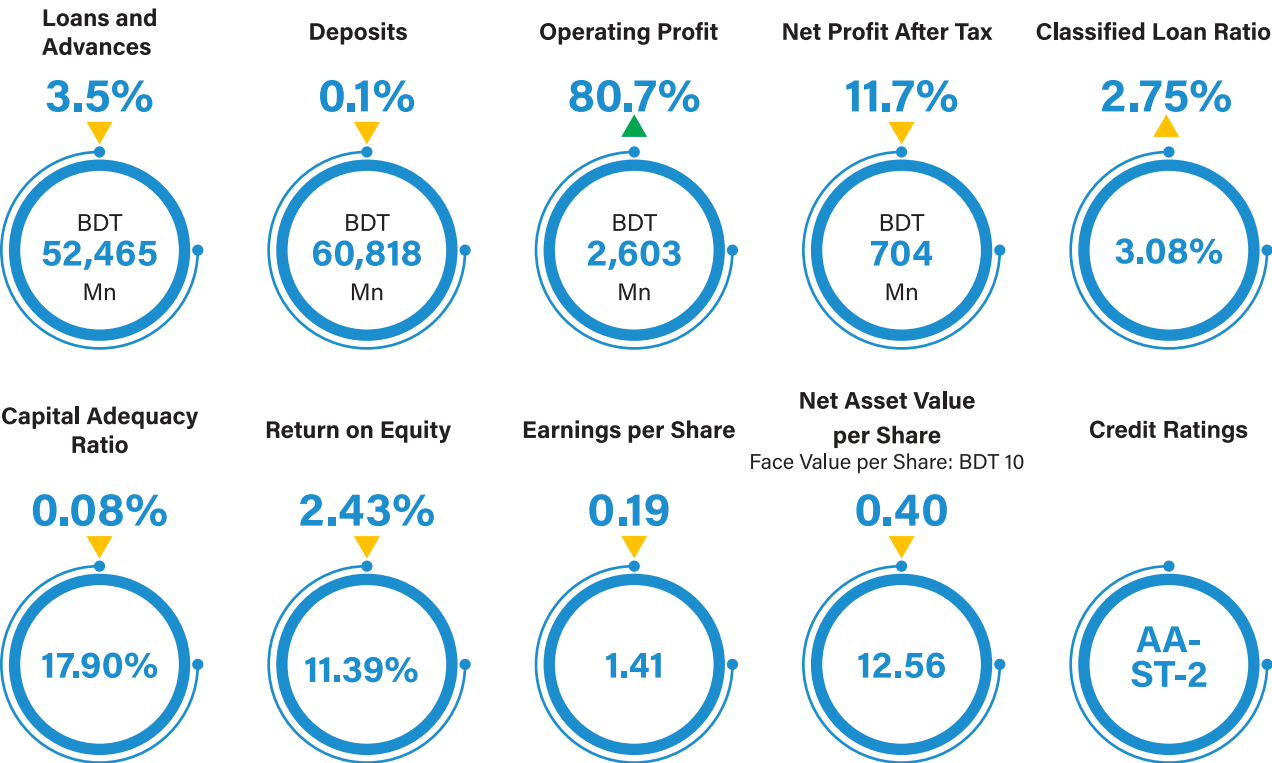 Loans and
Advances
3.5%
BDT
52,465
Mn
Deposits
0.1%
BDT
60,818
Mn
Operating Profit
80.7%
BDT
2,603
Mn
Net Profit After Tax
11.7%
BDT
704
Mn
Classified Loan Ratio
2.75%
3.08%
Capital Adequacy
Ratio
0.08%
17.90%
Return on Equity
2.43%
11.39%
Earnings per Share
0.19
1.41
Net Asset Value
per Share
Face Value per Share: BDT 10
0.40
12.56
Credit Ratings
AA-
ST-2